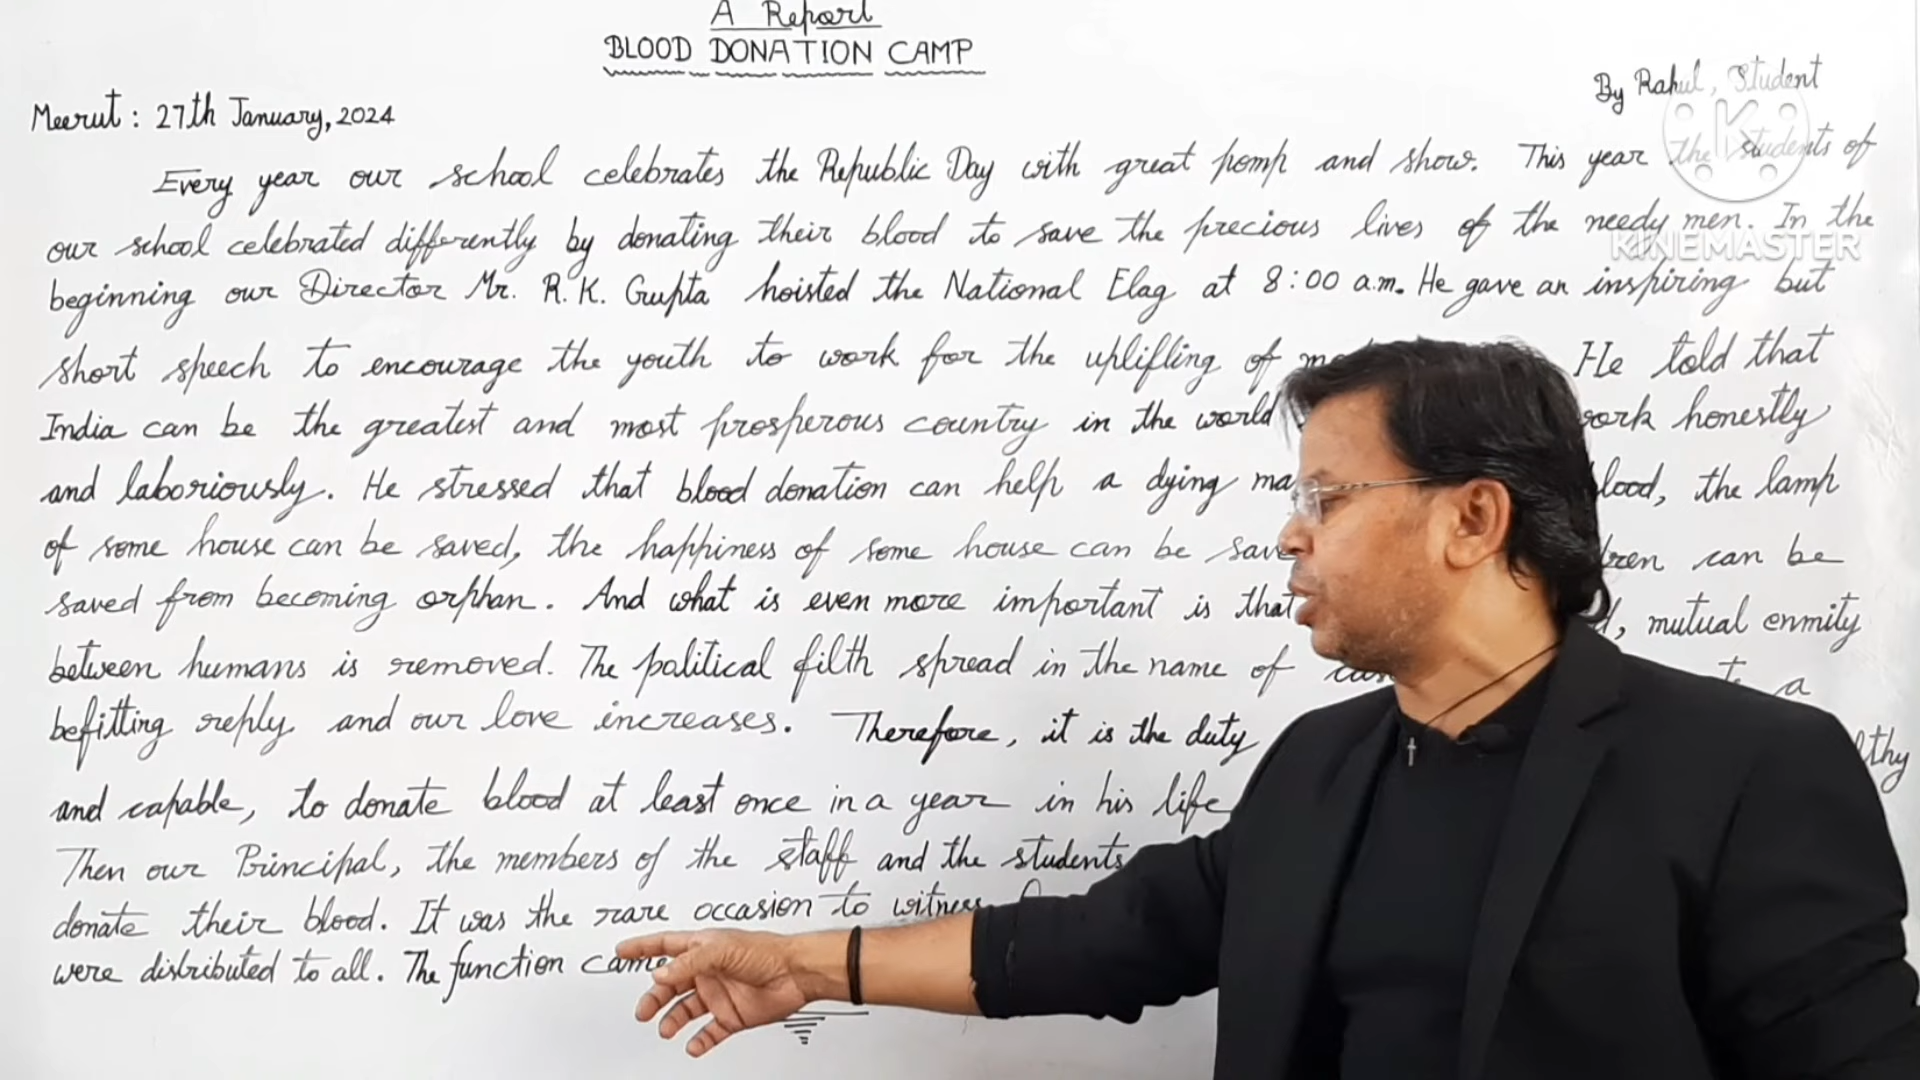 A Report
BLOOD DONATION CAMP
By Rahul, Student
Meerut : 27th January, 2024
Every year our school celebrates the Republic Day with great pomp and show. This year the students of
our school celebrated differently by donating their blood to save the precious lives of the needy men. In the
KINEMASTER
beginning our Director Mr. R.K. Gupta hoisted the National Flag at 8:00 a.m. He gave an inspiring but
short speech to encourage the youth to work for the uplifting of He told that
India can be the greatest and most prosperous country in the world work honestly
and laboriously. He stressed that blood donation can help a dying blood, the lamp
of some house can be saved, the happiness of some house can be can be
saved from becoming orphan. And what is even more important is that mutual enmity
between humans is removed. The political filth spread in the name of a
befitting reply and our love increases. Therefore, it is the duty
and capable, to donate blood at least once in a year in his life
Then our Principal, the members of the staff and the students
donate their blood. It was the rare occasion to witness
were distributed to all. The function came